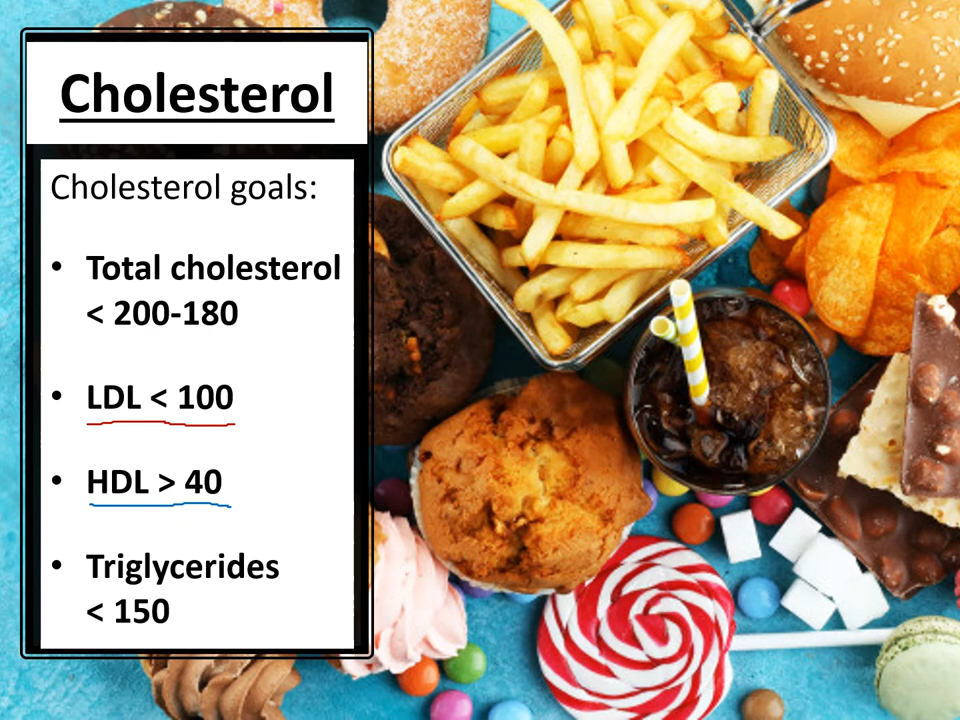 Cholesterol
Cholesterol goals:
• Total cholesterol
< 200-180
• LDL < 100
• HDL > 40
• Triglycerides
< 150